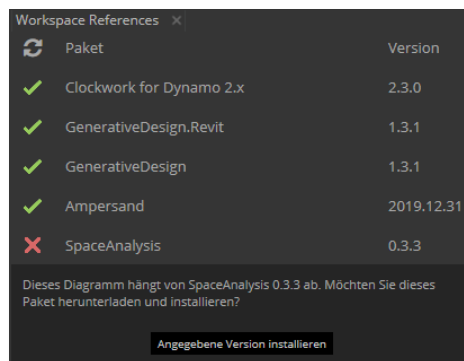 Workspace References
Paket Version
Clockwork for Dynamo 2.x 2.3.0
GenerativeDesign.Revit 1.3.1
GenerativeDesign 1.3.1
Ampersand 2019.12.31
SpaceAnalysis 0.3.3
Dieses Diagramm hängt von SpaceAnalysis 0.3.3 ab. Möchten Sie dieses
Paket herunterladen und installieren?
Angegebene Version installieren